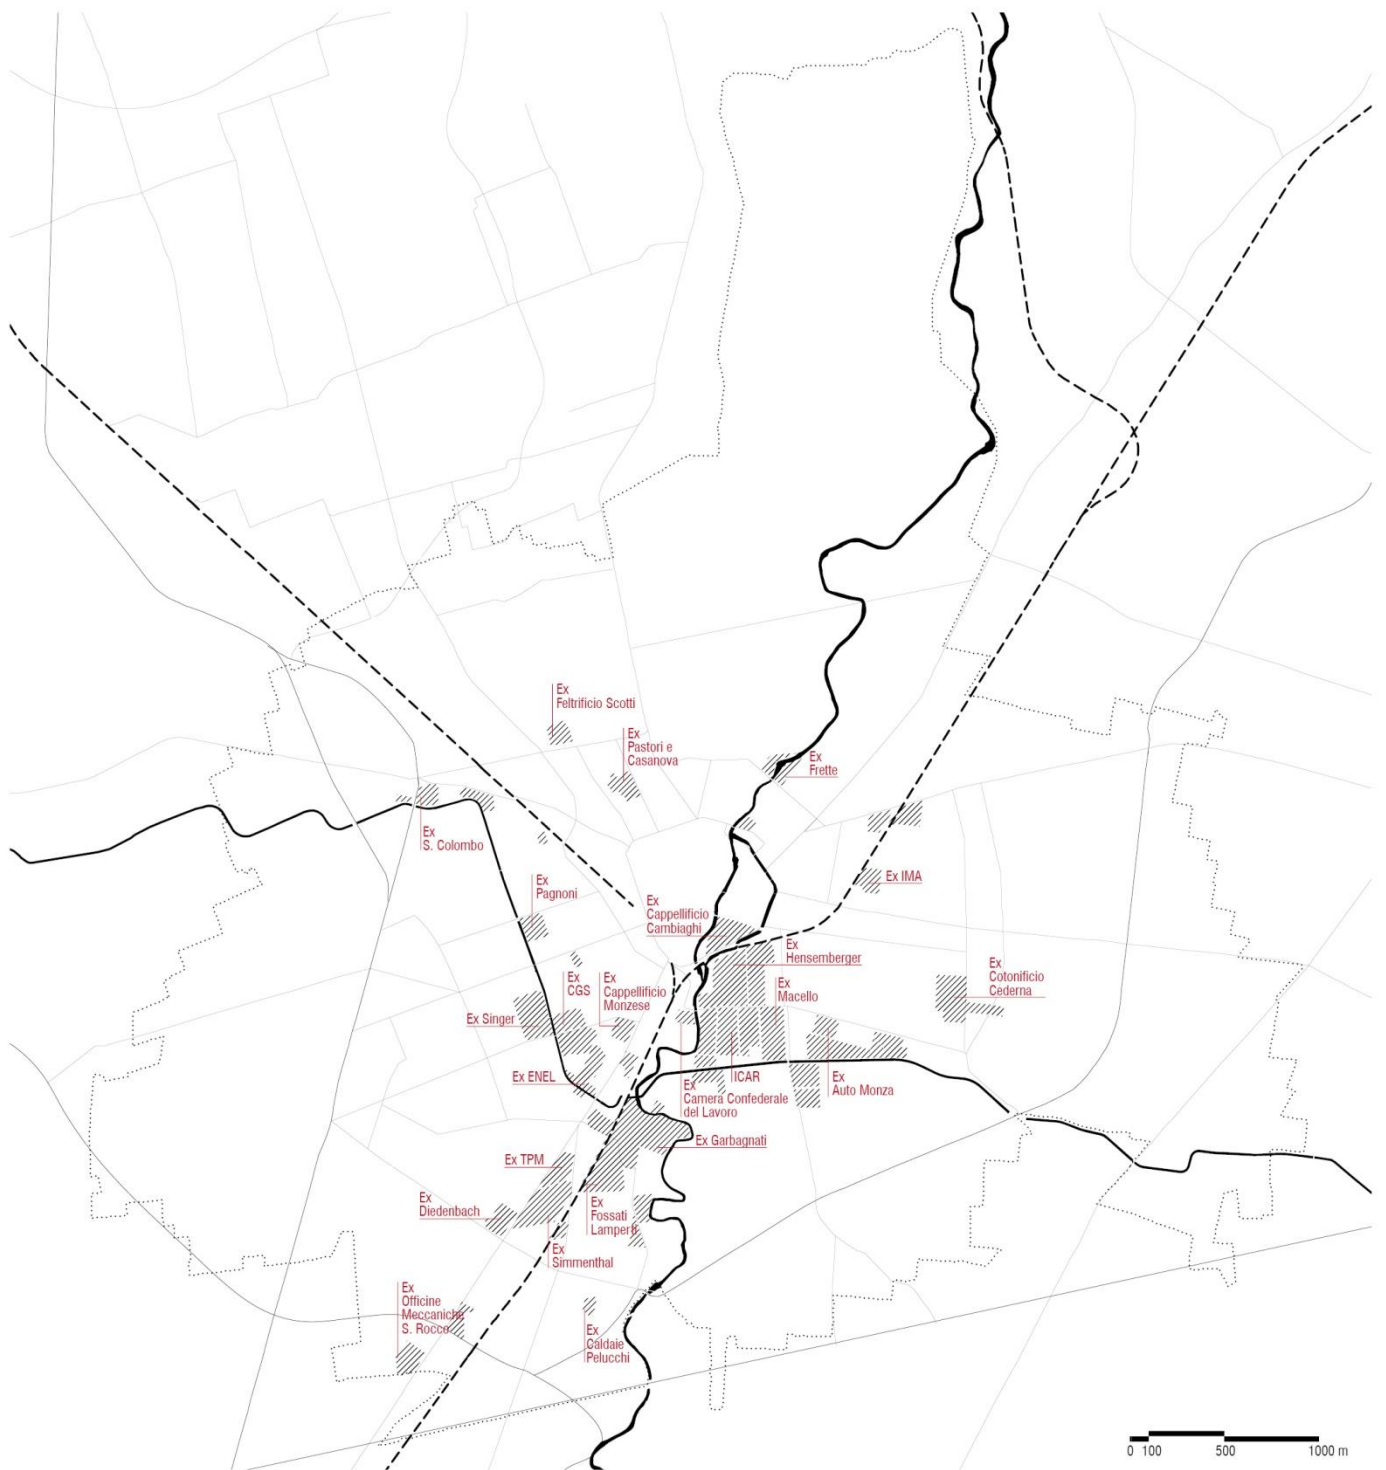 Ex
Feltrificio Scotti
Ex
Pastori e
Casanova
Ex
Frette
Ex
S. Colombo
Ex
Pagnoni
Ex IMA
Ex
Cappellificio
Cambiaghi
Ex
Hensemberger
Ex
Cotonificio
Cederna
Ex
CGS
Ex
Cappellificio
Monzese
Ex
Macello
Ex Singer
Ex ENEL
ICAR
Ex
Auto Monza
Ex
Camera Confederale
del Lavoro
Ex Garbagnati
Ex TPM
Ex
Diedenbach
Ex
Fossati
Lamperti
Ex
Simmenthal
Ex
Officine
Meccaniche
S. Rocco
Ex
Caldaie
Pelucchi
0 100 500 1000 m